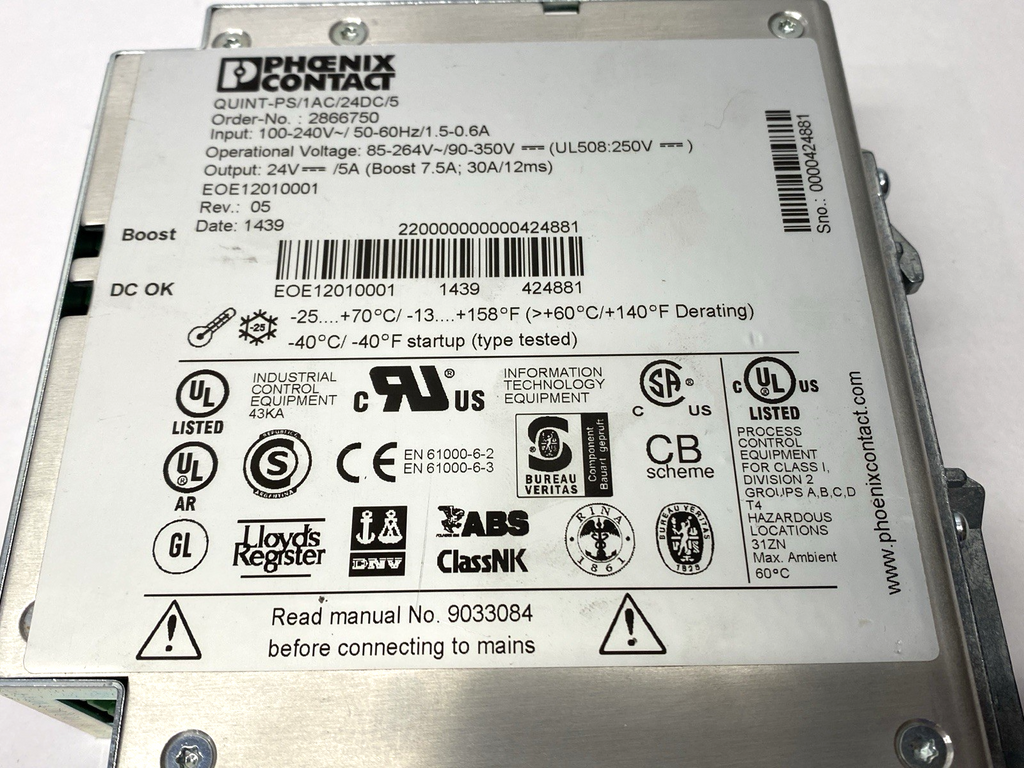 PHŒNIX
CONTACT
QUINT-PS/1AC/24DC/5
Order-No. : 2866750
Input: 100-240V~/ 50-60Hz/1.5-0.6A
Operational Voltage: 85-264V~/90-350V ⎓ (UL508:250V ⎓ )
Output: 24V ⎓ /5A (Boost 7.5A; 30A/12ms)
EOE12010001
Rev.: 05
Date: 1439
Sno.: 0000424881
Boost
DC OK
220000000000424881
EOE12010001 1439 424881
-25....+70°C/ -13....+158°F (>+60°C/+140°F Derating)
-25
-40°C/ -40°F startup (type tested)
UL
LISTED
INDUSTRIAL
CONTROL
EQUIPMENT
43KA
C RU ® US
INFORMATION
TECHNOLOGY
EQUIPMENT
SA ®
C US
C UL US
LISTED
UL
AR
REPUBLICA
S
ARGENTINA
CE
EN 61000-6-2
EN 61000-6-3
BUREAU
VERITAS
Component
Bauart geprüft
CB
scheme
PROCESS
CONTROL
EQUIPMENT
FOR CLASS I,
DIVISION 2
GROUPS A,B,C,D
T4
HAZARDOUS
LOCATIONS
31ZN
Max. Ambient
60°C
GL
Lloyd's
Register
DNV
ABS
ClassNK
RINA
1861
BUREAU VERITAS
1828
www.phoenixcontact.com
Read manual No. 9033084
before connecting to mains